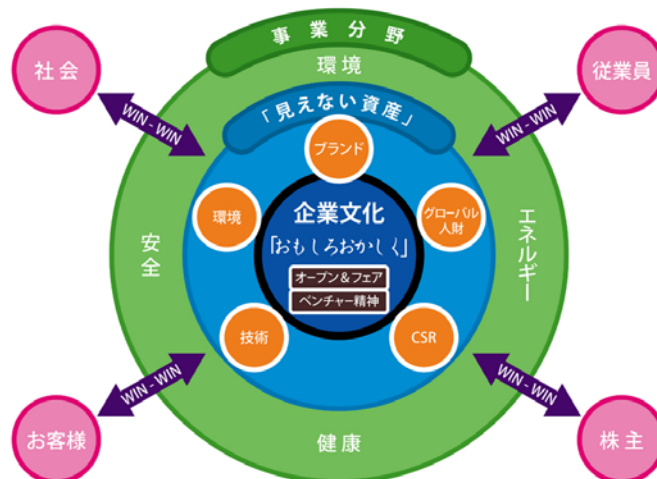 事業分野
環境
社会
従業員
WIN - WIN
WIN - WIN
「見えない資産」
ブランド
環境
グローバル
人財
企業文化
「おもしろおかしく」
オープン&フェア
ベンチャー精神
安全
エネルギー
技術
CSR
WIN - WIN
WIN - WIN
お客様
健康
株主